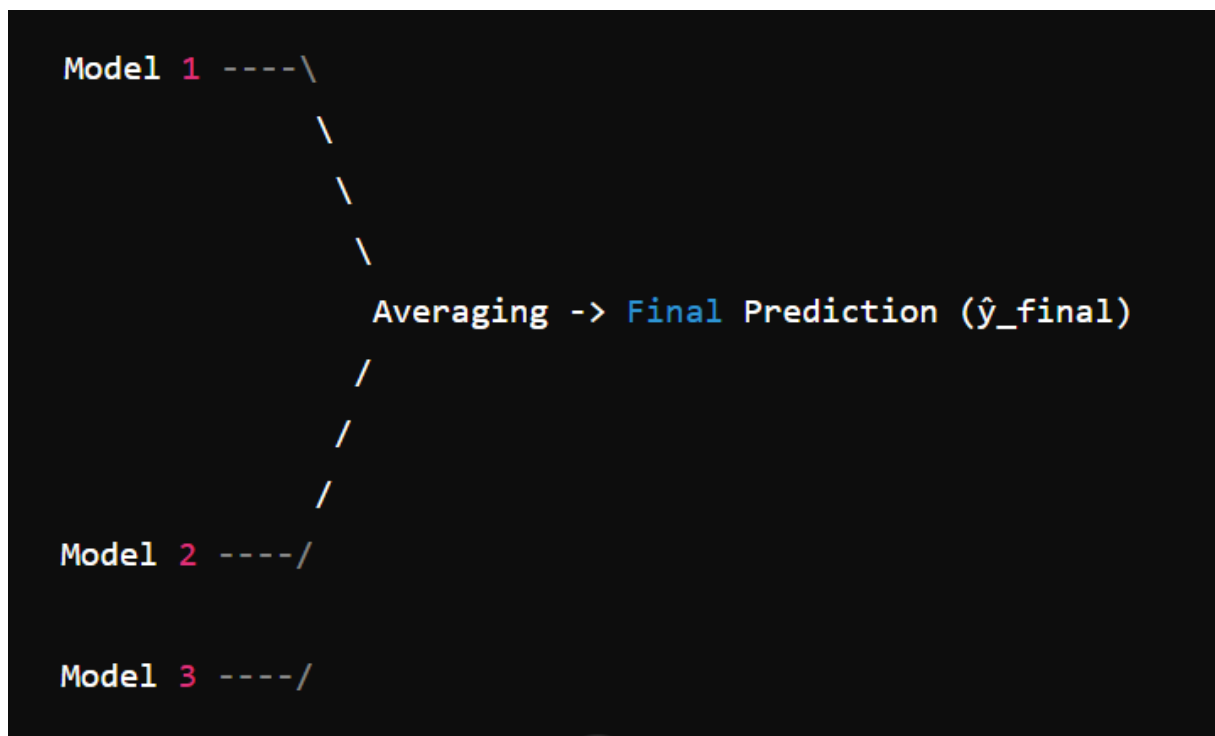 Model 1 ----\
\
\
\
Averaging -> Final Prediction (ŷ_final)
/
/
/
Model 2 ----/
Model 3 ----/